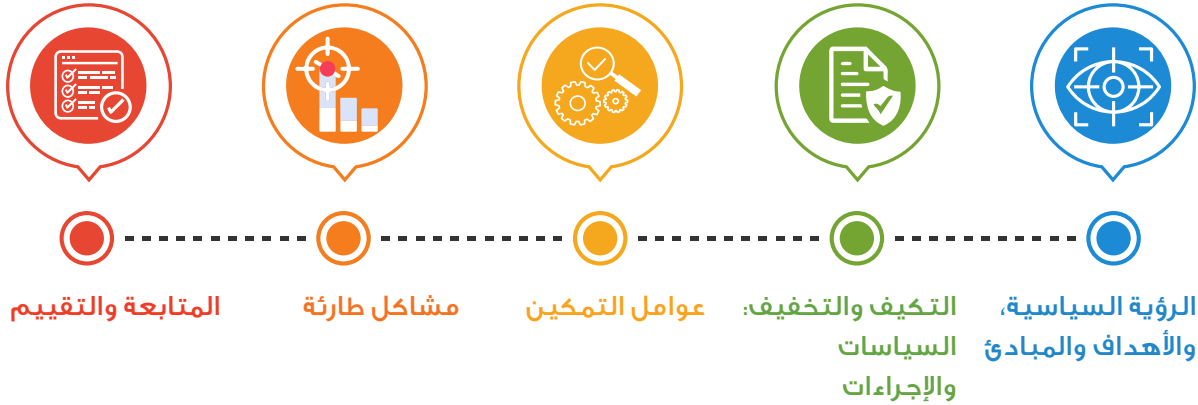 الرؤية السياسية،
والأهداف والمبادئ
التكيف والتخفيف:
السياسات
والإجراءات
عوامل التمكين
مشاكل طارئة
المتابعة والتقييم